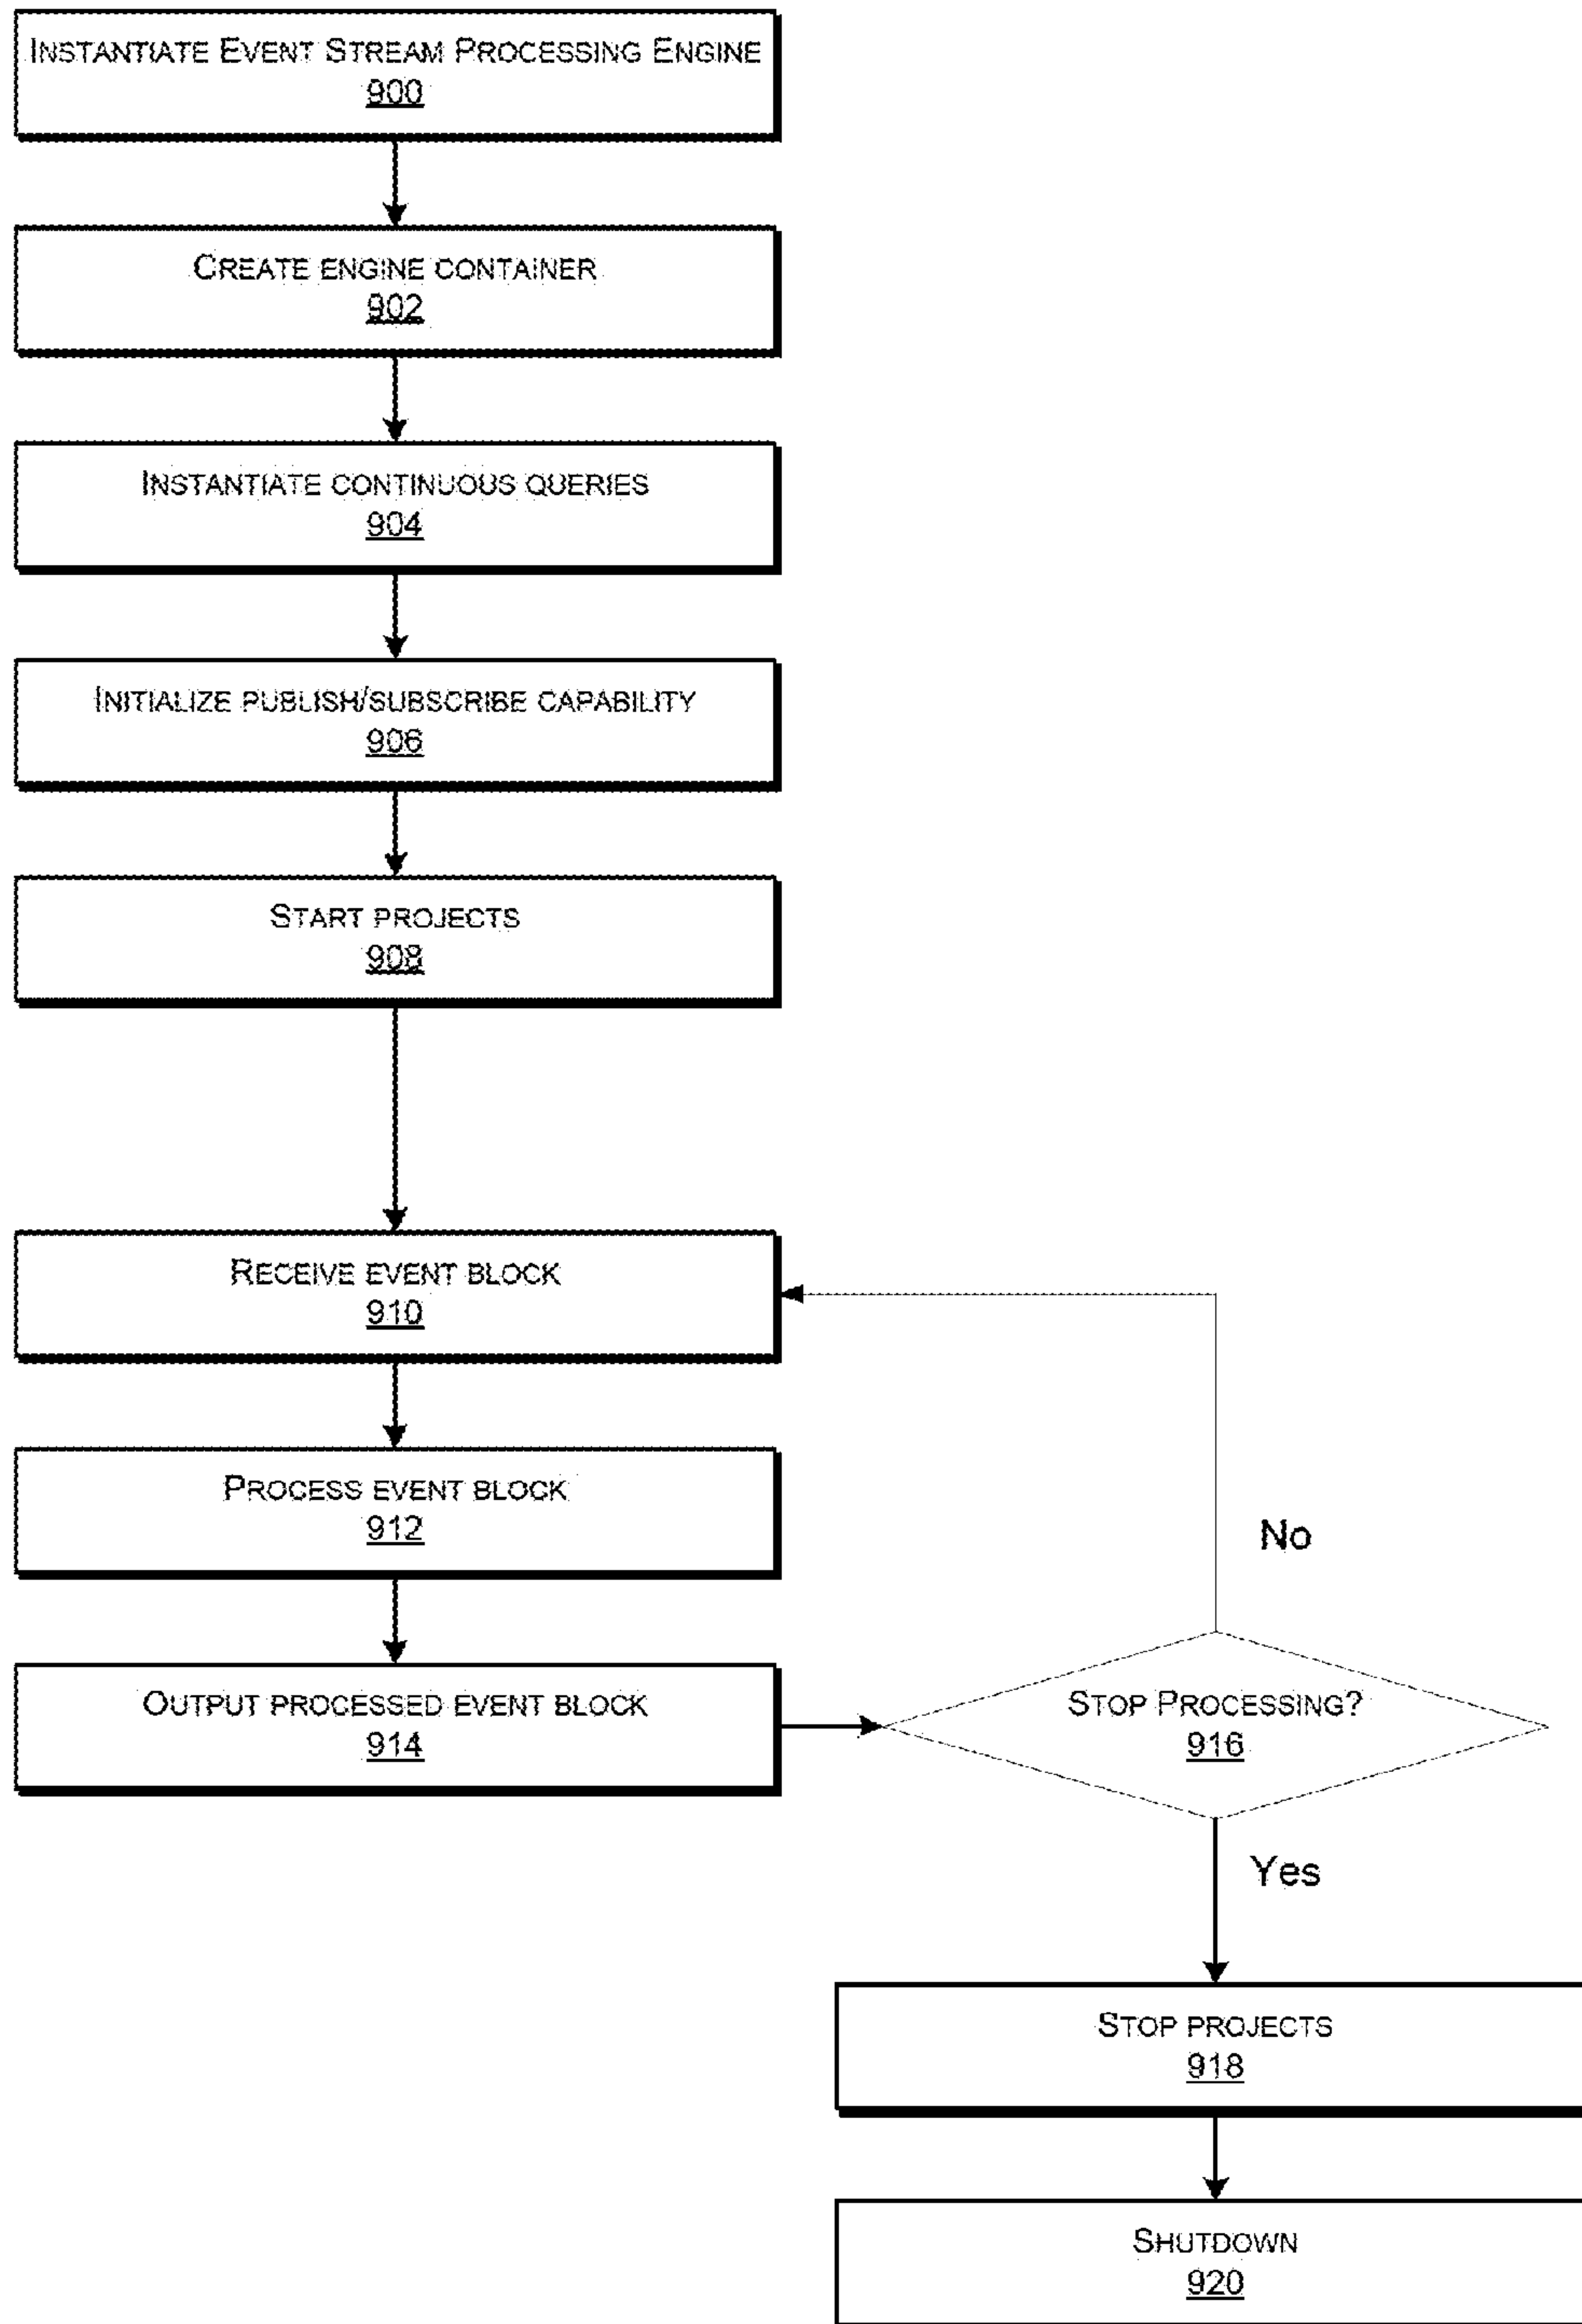 INSTANTIATE EVENT STREAM PROCESSING ENGINE
900
CREATE ENGINE CONTAINER
902
INSTANTIATE CONTINUOUS QUERIES
904
INITIALIZE PUBLISH/SUBSCRIBE CAPABILITY
906
START PROJECTS
908
RECEIVE EVENT BLOCK
910
PROCESS EVENT BLOCK
912
No
OUTPUT PROCESSED EVENT BLOCK
914
STOP PROCESSING?
916
Yes
STOP PROJECTS
918
SHUTDOWN
920